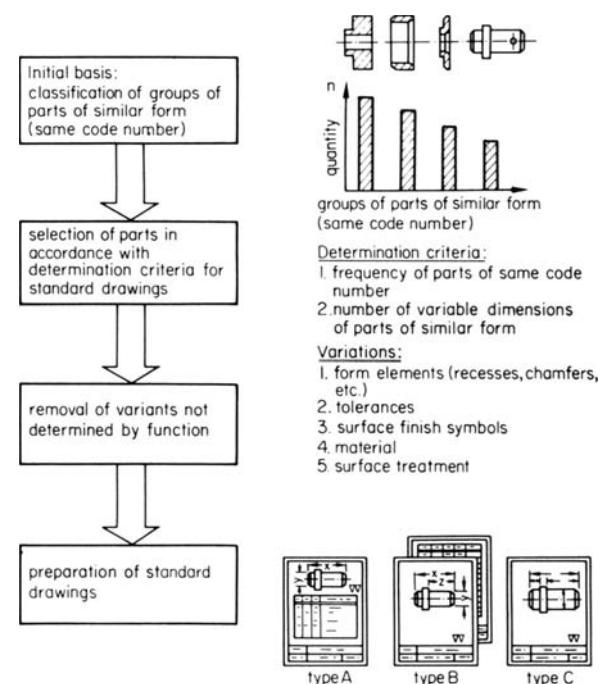 Initial basis:
classification of groups of
parts of similar form
(same code number)
selection of parts in
accordance with
determination criteria for
standard drawings
removal of variants not
determined by function
preparation of standard
drawings
n
quantity
groups of parts of similar form
(same code number)
Determination criteria:
1. frequency of parts of same code
number
2. number of variable dimensions
of parts of similar form
Variations:
1. form elements (recesses, chamfers,
etc.)
2. tolerances
3. surface finish symbols
4. material
5. surface treatment
x
y
x
z
y
type A
type B
type C